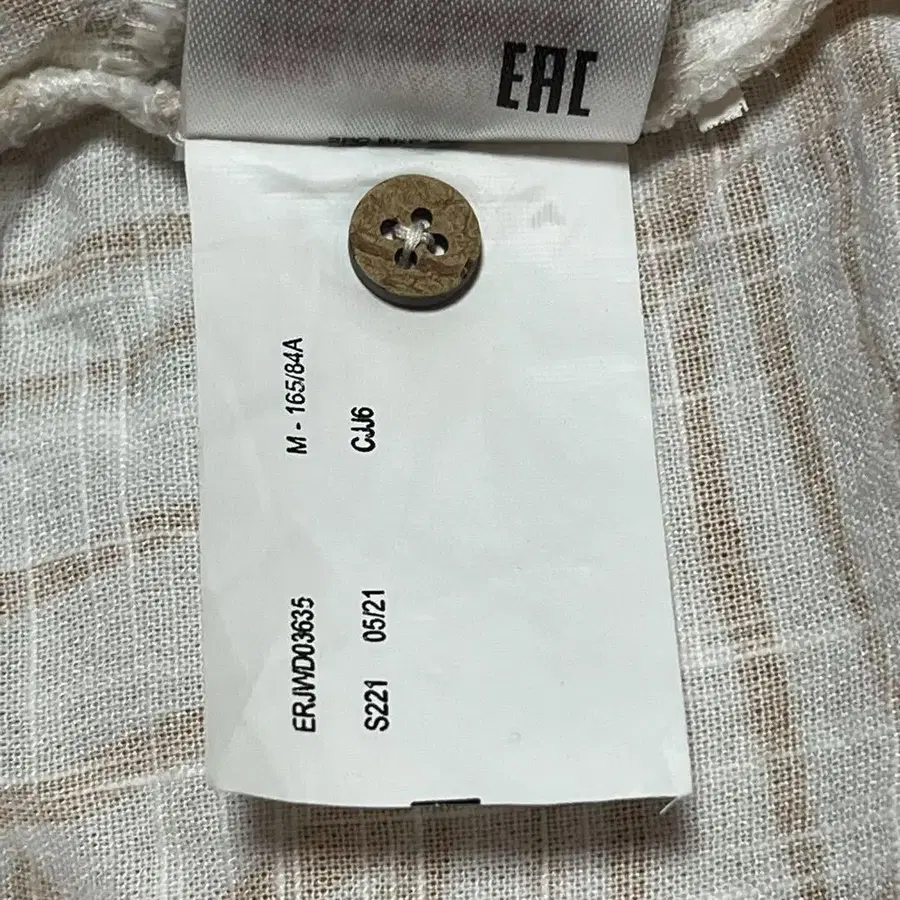 EAC
ERJWD03635 M - 165/84A
S221 05/21 CJJ6